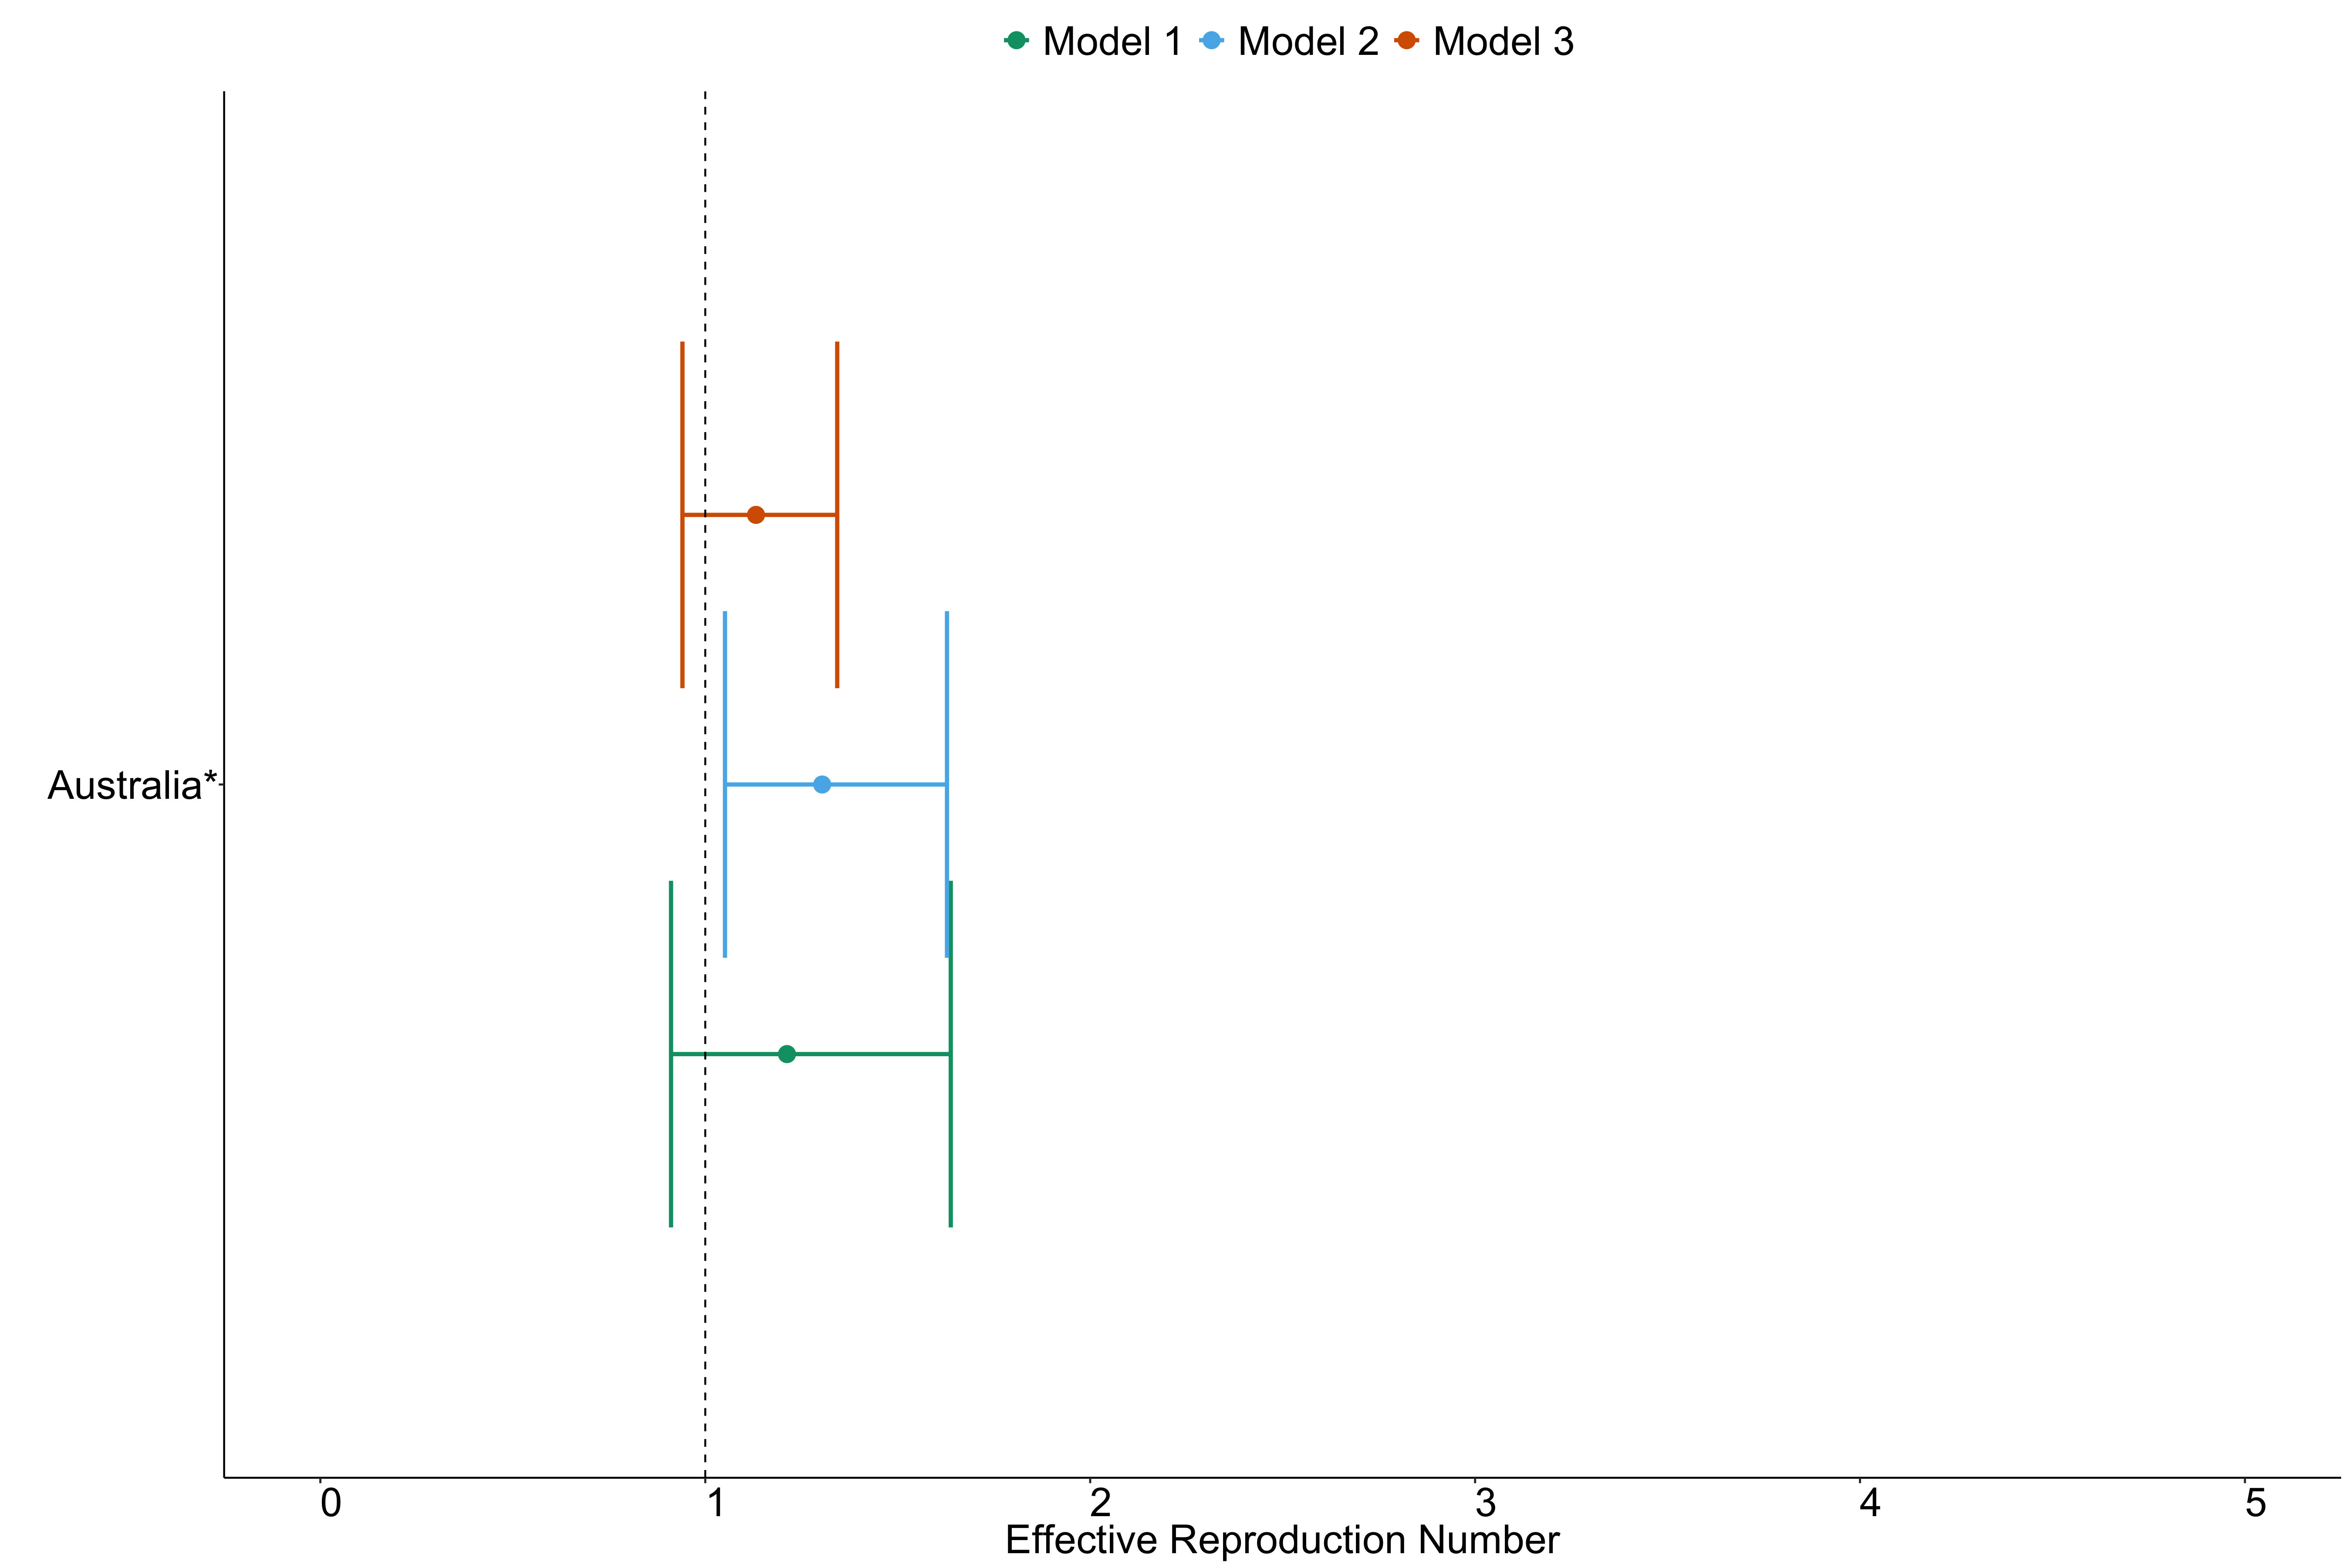 Model 1 Model 2 Model 3
Australia*
0 1 2 3 4 5
Effective Reproduction Number